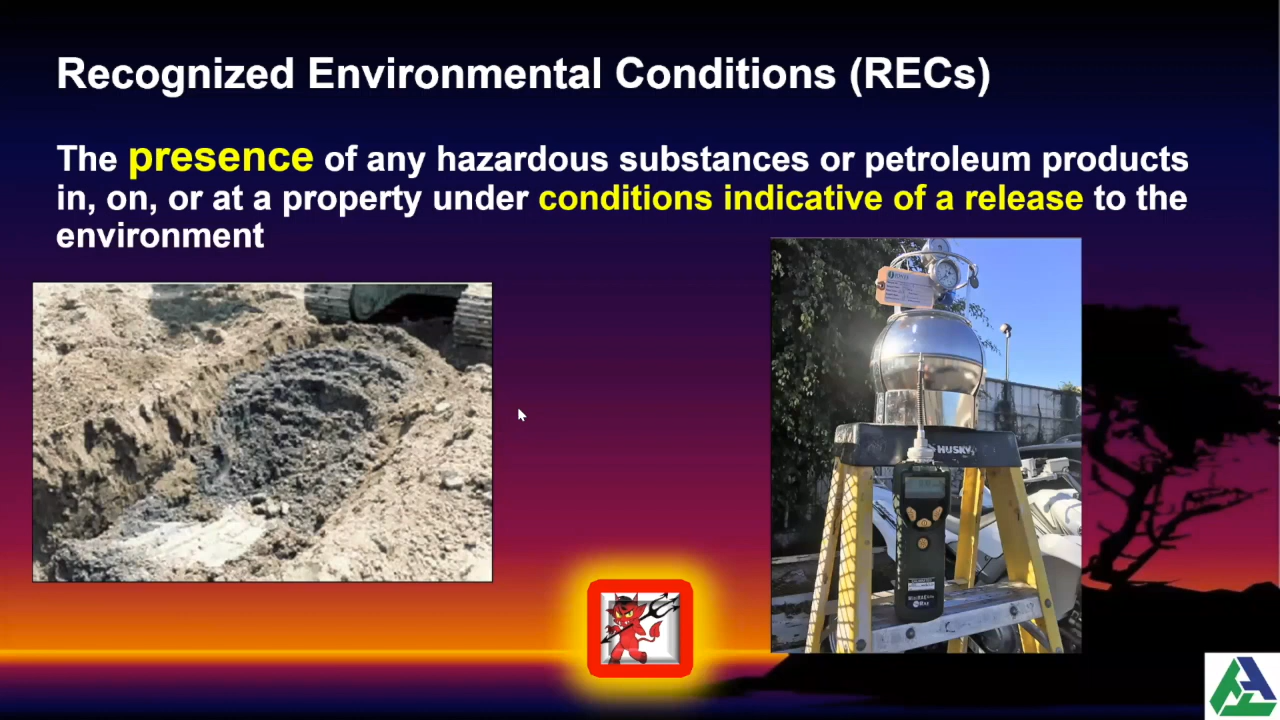 Recognized Environmental Conditions (RECs)
The presence of any hazardous substances or petroleum products
in, on, or at a property under conditions indicative of a release to the
environment
HUSKY